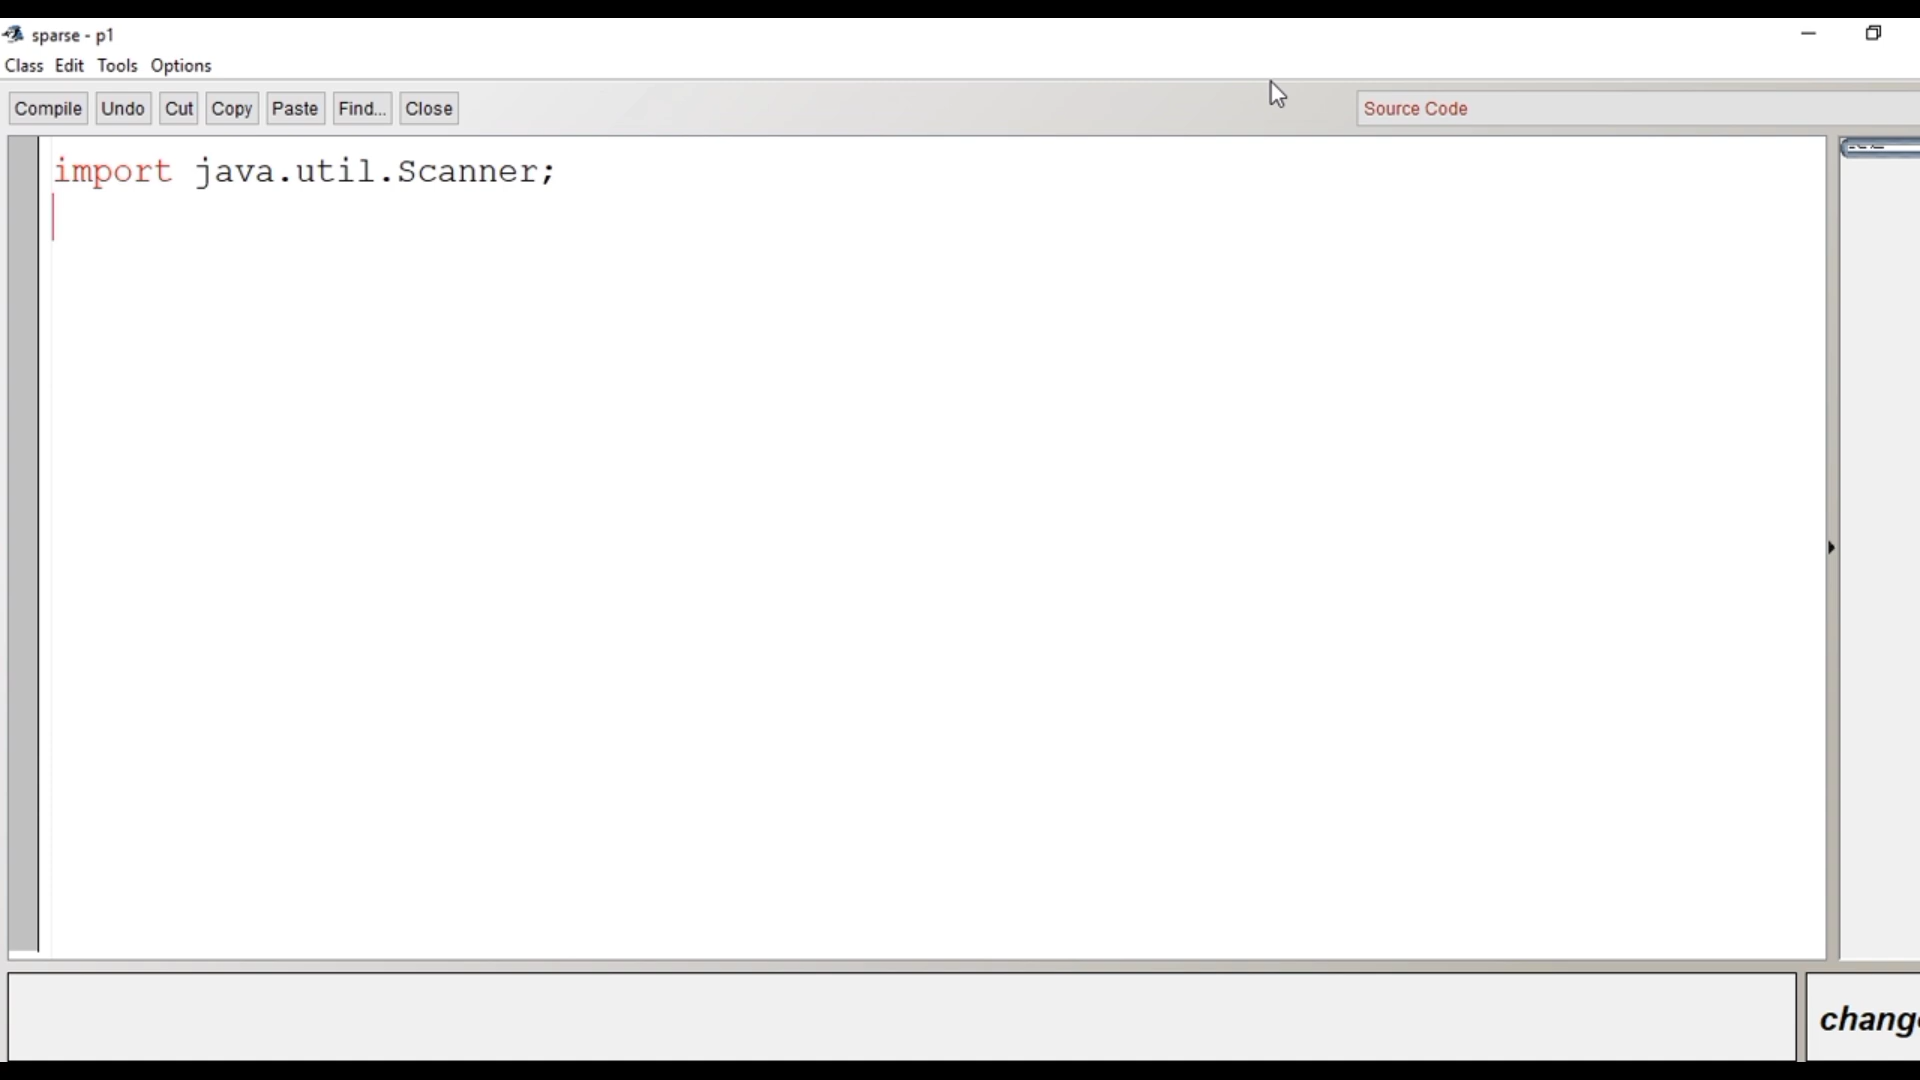 sparse - p1
Class Edit Tools Options
Compile Undo Cut Copy Paste Find... Close Source Code
import java.util.Scanner;
change